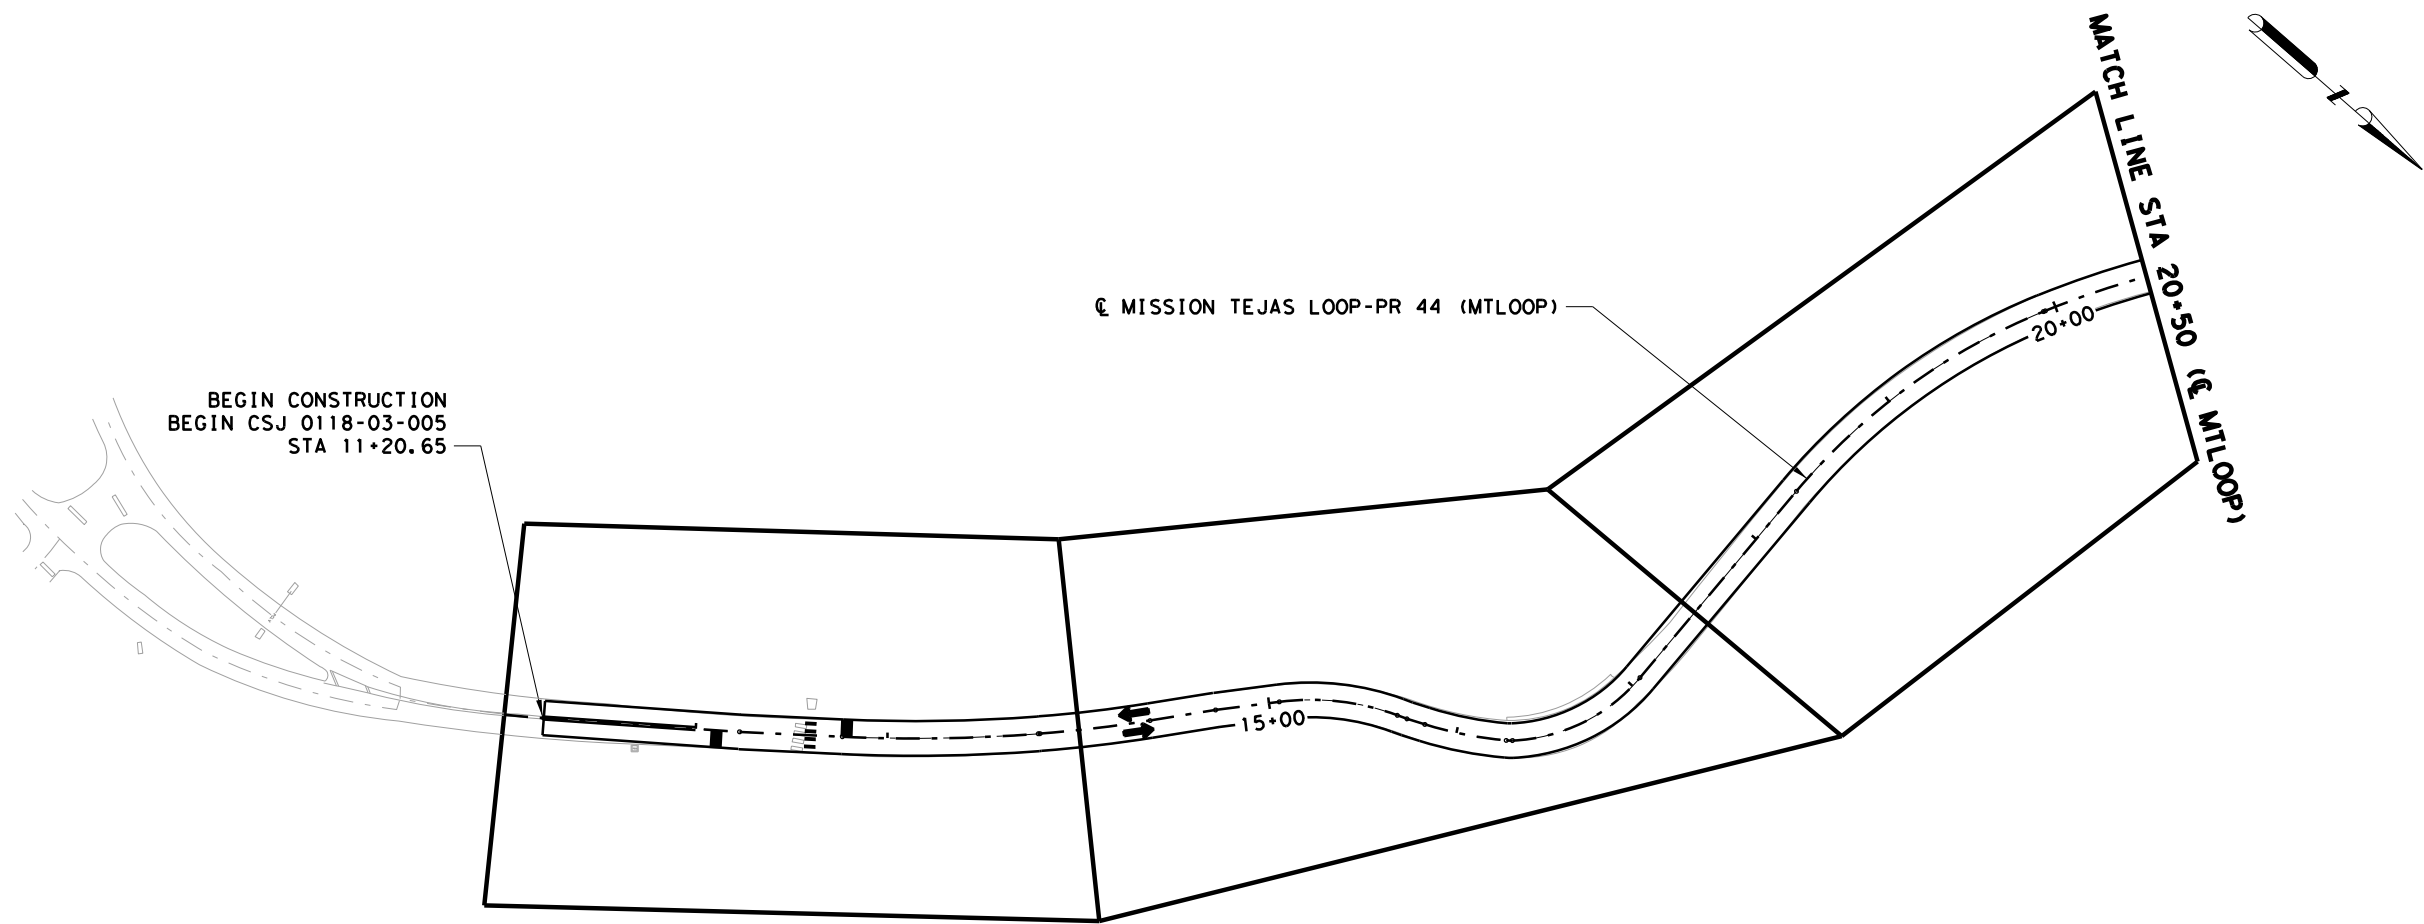 MATCH LINE STA 20+50 (℄ MTLOOP)
N
℄ MISSION TEJAS LOOP-PR 44 (MTLOOP)
20+00
BEGIN CONSTRUCTION
BEGIN CSJ 0118-03-005
STA 11+20.65
15+00